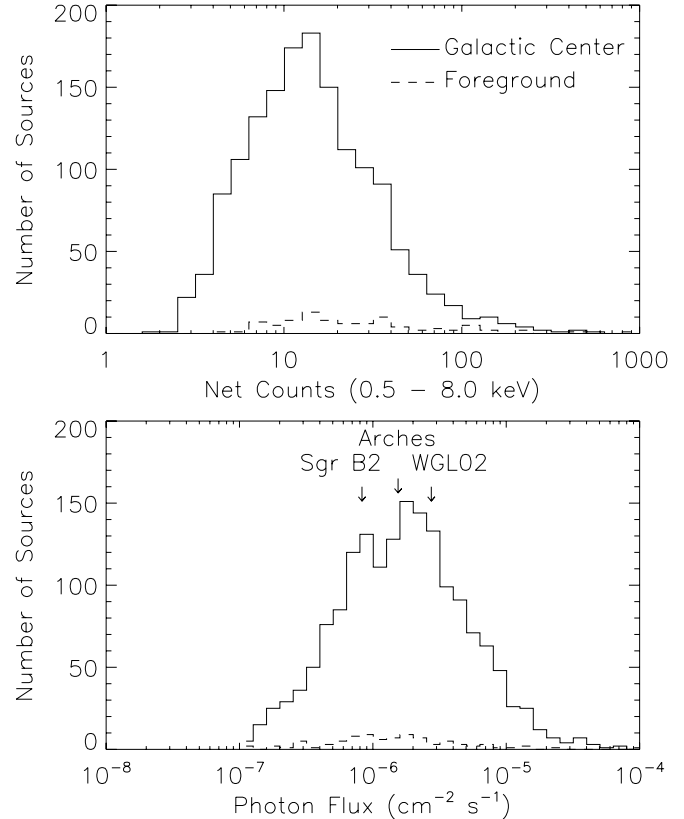 200
150
100
50
0
Number of Sources
Galactic Center
Foreground
1
10
100
1000
Net Counts (0.5 – 8.0 keV)
200
150
100
50
0
Number of Sources
Arches
Sgr B2
WGL02
10⁻⁸
10⁻⁷
10⁻⁶
10⁻⁵
10⁻⁴
Photon Flux (cm⁻² s⁻¹)